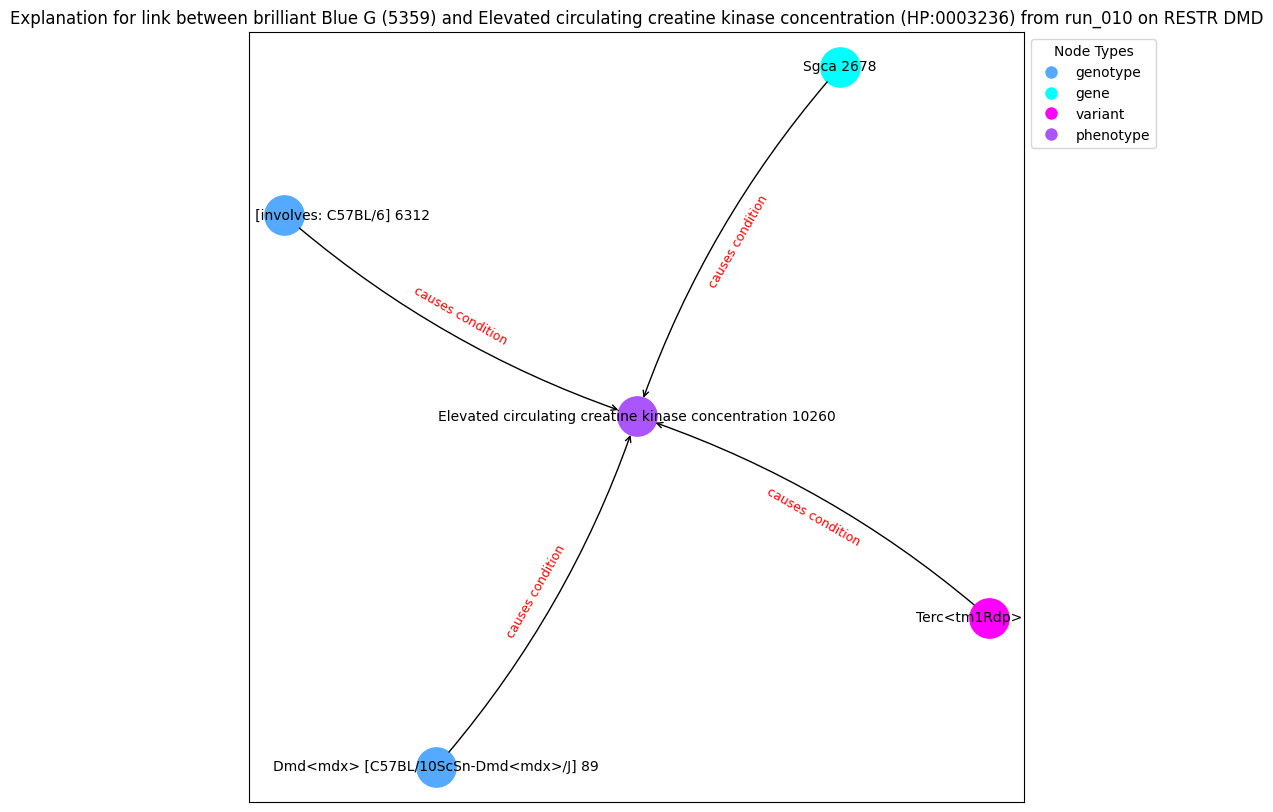 Explanation for link between brilliant Blue G (5359) and Elevated circulating creatine kinase concentration (HP:0003236) from run_010 on RESTR DMD
Node Types
genotype
gene
variant
phenotype
Sgca 2678
[involves: C57BL/6] 6312
causes condition
causes condition
Elevated circulating creatine kinase concentration 10260
causes condition
causes condition
Terc<tm1Rdp>
Dmd<mdx> [C57BL/10ScSn-Dmd<mdx>/J] 89